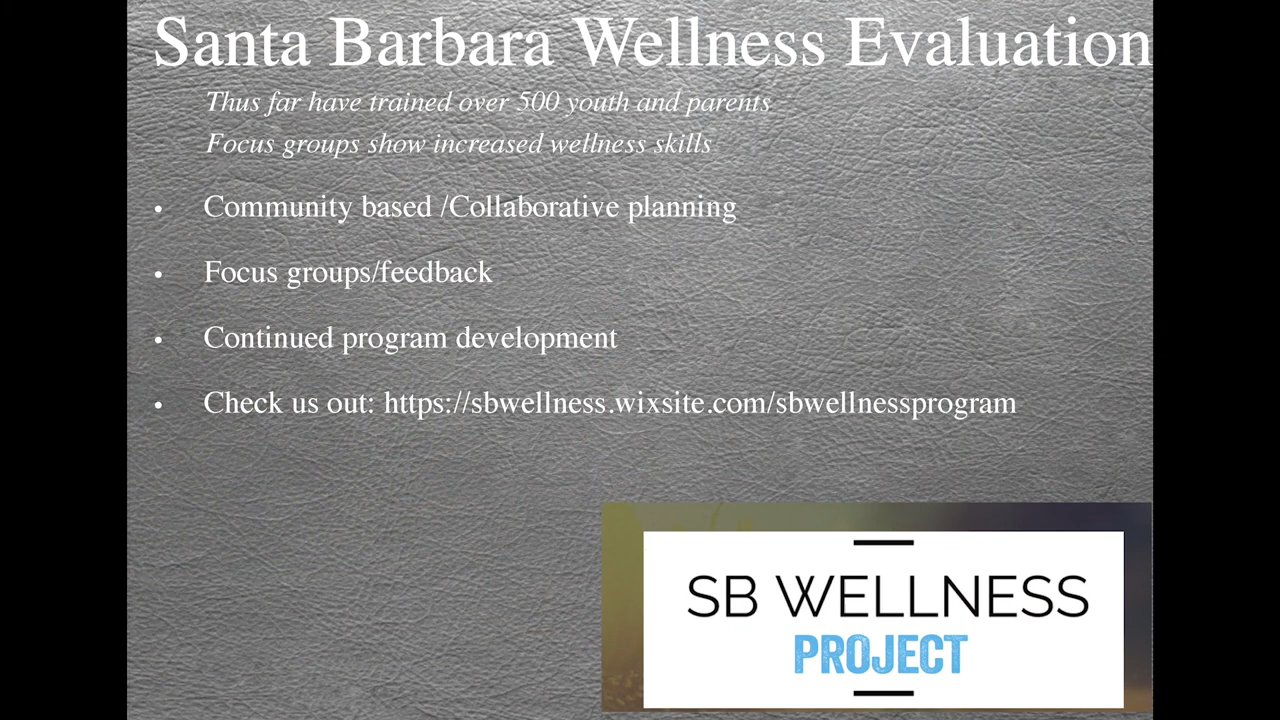 Santa Barbara Wellness Evaluation
Thus far have trained over 500 youth and parents
Focus groups show increased wellness skills
• Community based /Collaborative planning
• Focus groups/feedback
• Continued program development
• Check us out: https://sbwellness.wixsite.com/sbwellnessprogram
SB WELLNESS
PROJECT